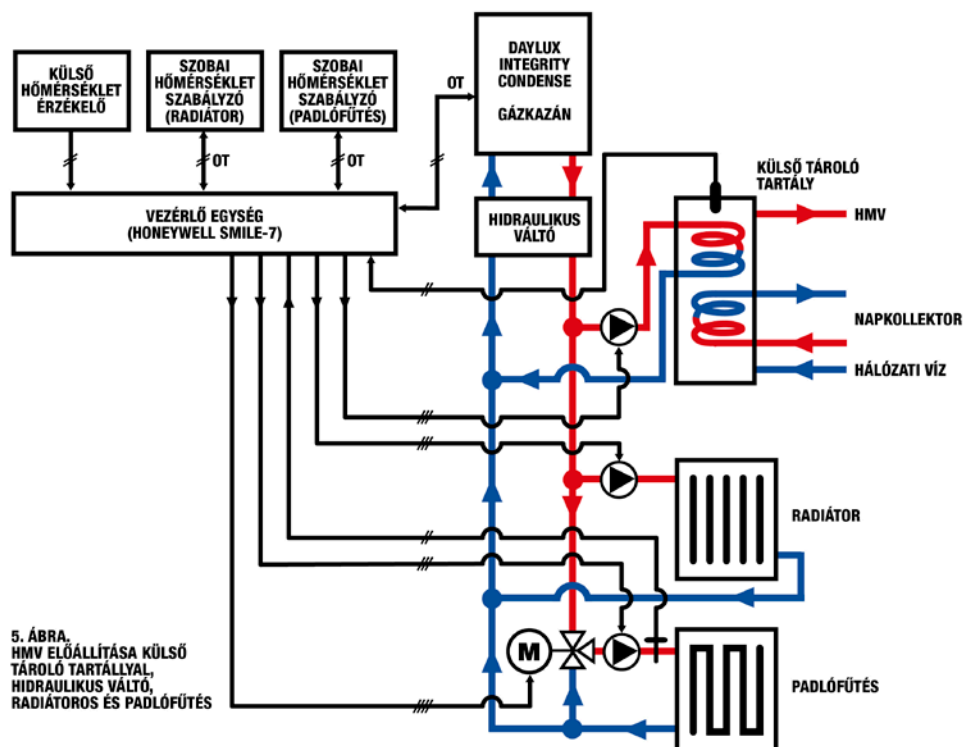 KÜLSŐ
HŐMÉRSÉKLET
ÉRZÉKELŐ
SZOBAI
HŐMÉRSÉKLET
SZABÁLYZÓ
(RADIÁTOR)
SZOBAI
HŐMÉRSÉKLET
SZABÁLYZÓ
(PADLÓFŰTÉS)
OT
DAYLUX
INTEGRITY
CONDENSE
GÁZKAZÁN
OT
OT
VEZÉRLŐ EGYSÉG
(HONEYWELL SMILE-7)
HIDRAULIKUS
VÁLTÓ
KÜLSŐ TÁROLÓ
TARTÁLY
HMV
NAPKOLLEKTOR
HÁLÓZATI VÍZ
RADIÁTOR
M
PADLÓFŰTÉS
5. ÁBRA.
HMV ELŐÁLLÍTÁSA KÜLSŐ
TÁROLÓ TARTÁLLYAL,
HIDRAULIKUS VÁLTÓ,
RADIÁTOROS ÉS PADLÓFŰTÉS